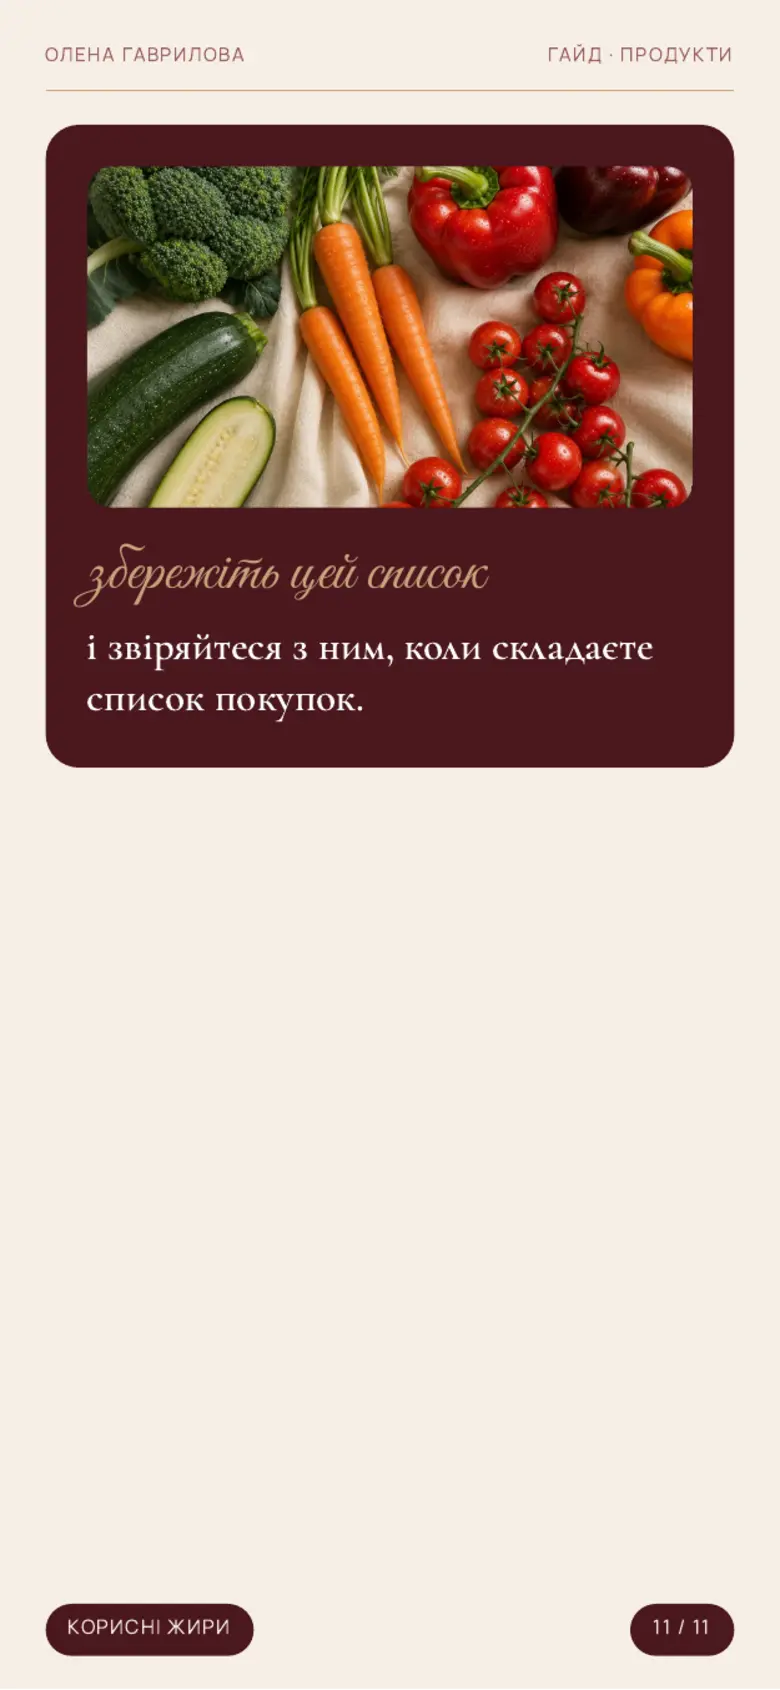 ОЛЕНА ГАВРИЛОВА
ГАЙД · ПРОДУКТИ
збережіть цей список
і звіряйтеся з ним, коли складаєте
список покупок.
КОРИСНІ ЖИРИ
11 / 11